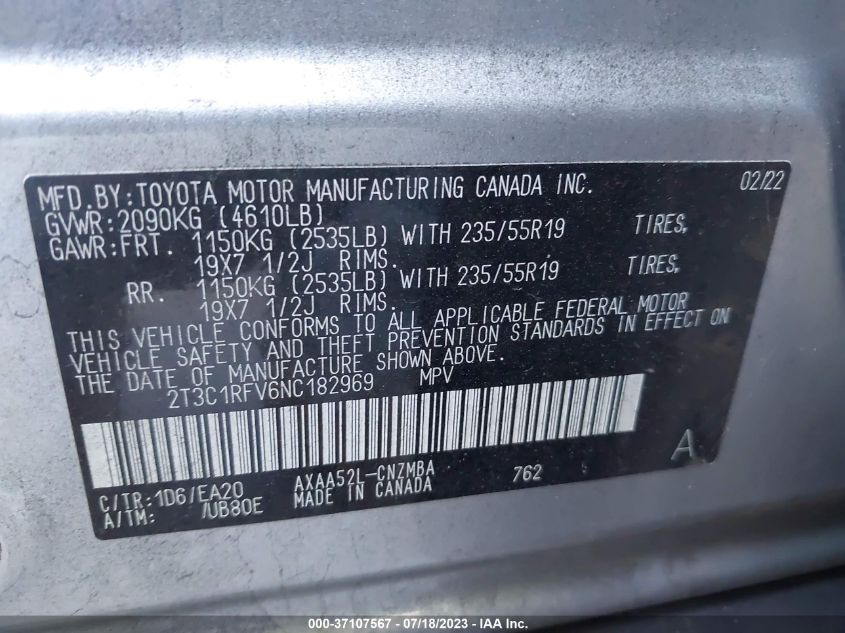 MFD. BY: TOYOTA MOTOR MANUFACTURING CANADA INC. 02/22
GVWR: 2090KG (4610LB)
GAWR: FRT. 1150KG (2535LB) WITH 235/55R19 TIRES,
19X7 1/2J RIMS.
RR. 1150KG (2535LB) WITH 235/55R19 TIRES,
19X7 1/2J RIMS.
THIS VEHICLE CONFORMS TO ALL APPLICABLE FEDERAL MOTOR
VEHICLE SAFETY AND THEFT PREVENTION STANDARDS IN EFFECT ON
THE DATE OF MANUFACTURE SHOWN ABOVE.
2T3C1RFV6NC182969 MPV
A
C/TR: 1D6/EA20 AXAA52L-CNZMBA 762
A/TM: /UB80E MADE IN CANADA
000-37107567 - 07/18/2023 - IAA Inc.